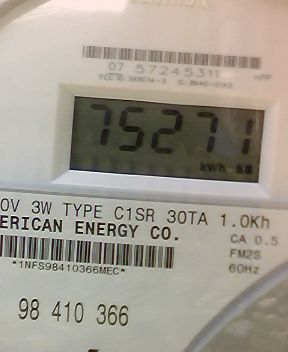 07 57245311
75271
kWh
0V 3W TYPE C1SR 30TA 1.0Kh
ERICAN ENERGY CO.
CA 0.5
FM2S
*1NFS98410366MEC*
60Hz
98 410 366